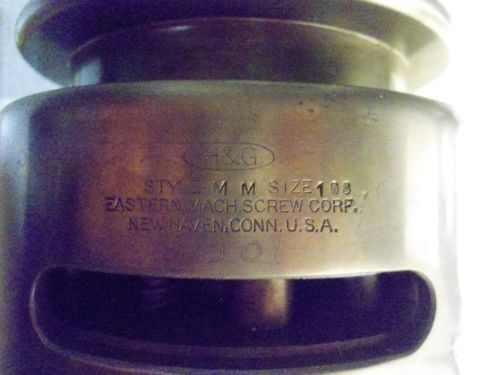 H&G
STYLE M M SIZE 108
EASTERN MACH. SCREW CORP.
NEW HAVEN, CONN. U.S.A.